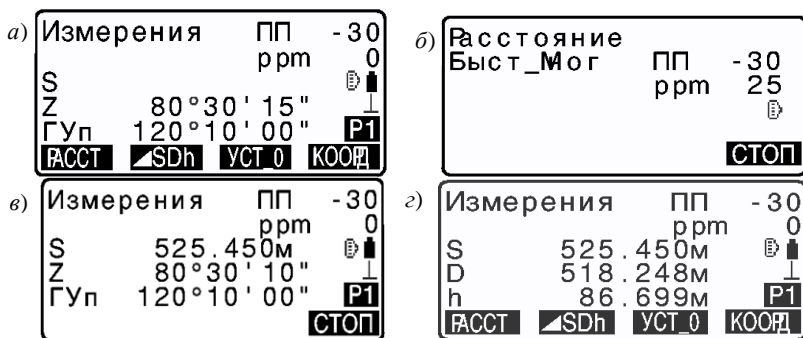 а) Измерения ПП -30
ppm 0
S
Z 80°30'15"
ГУп 120°10'00" P1
РАССТ ◢SDh УСТ_0 КООРД
б) Расстояние
Быст_Мог ПП -30
ppm 25
СТОП
в) Измерения ПП -30
ppm 0
S 525.450м
Z 80°30'10"
ГУп 120°10'00" P1
СТОП
г) Измерения ПП -30
ppm 0
S 525.450м
D 518.248м
h 86.699м P1
РАССТ ◢SDh УСТ_0 КООРД